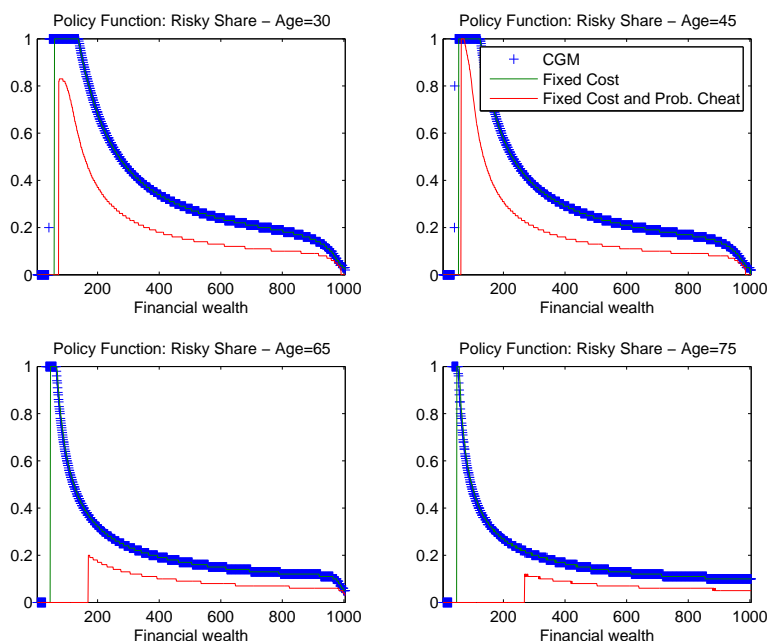 Policy Function: Risky Share – Age=30
1
0.8
0.6
0.4
0.2
0
200 400 600 800 1000
Financial wealth
Policy Function: Risky Share – Age=45
CGM
Fixed Cost
Fixed Cost and Prob. Cheat
1
0.8
0.6
0.4
0.2
0
200 400 600 800 1000
Financial wealth
Policy Function: Risky Share – Age=65
1
0.8
0.6
0.4
0.2
0
200 400 600 800 1000
Financial wealth
Policy Function: Risky Share – Age=75
1
0.8
0.6
0.4
0.2
0
200 400 600 800 1000
Financial wealth